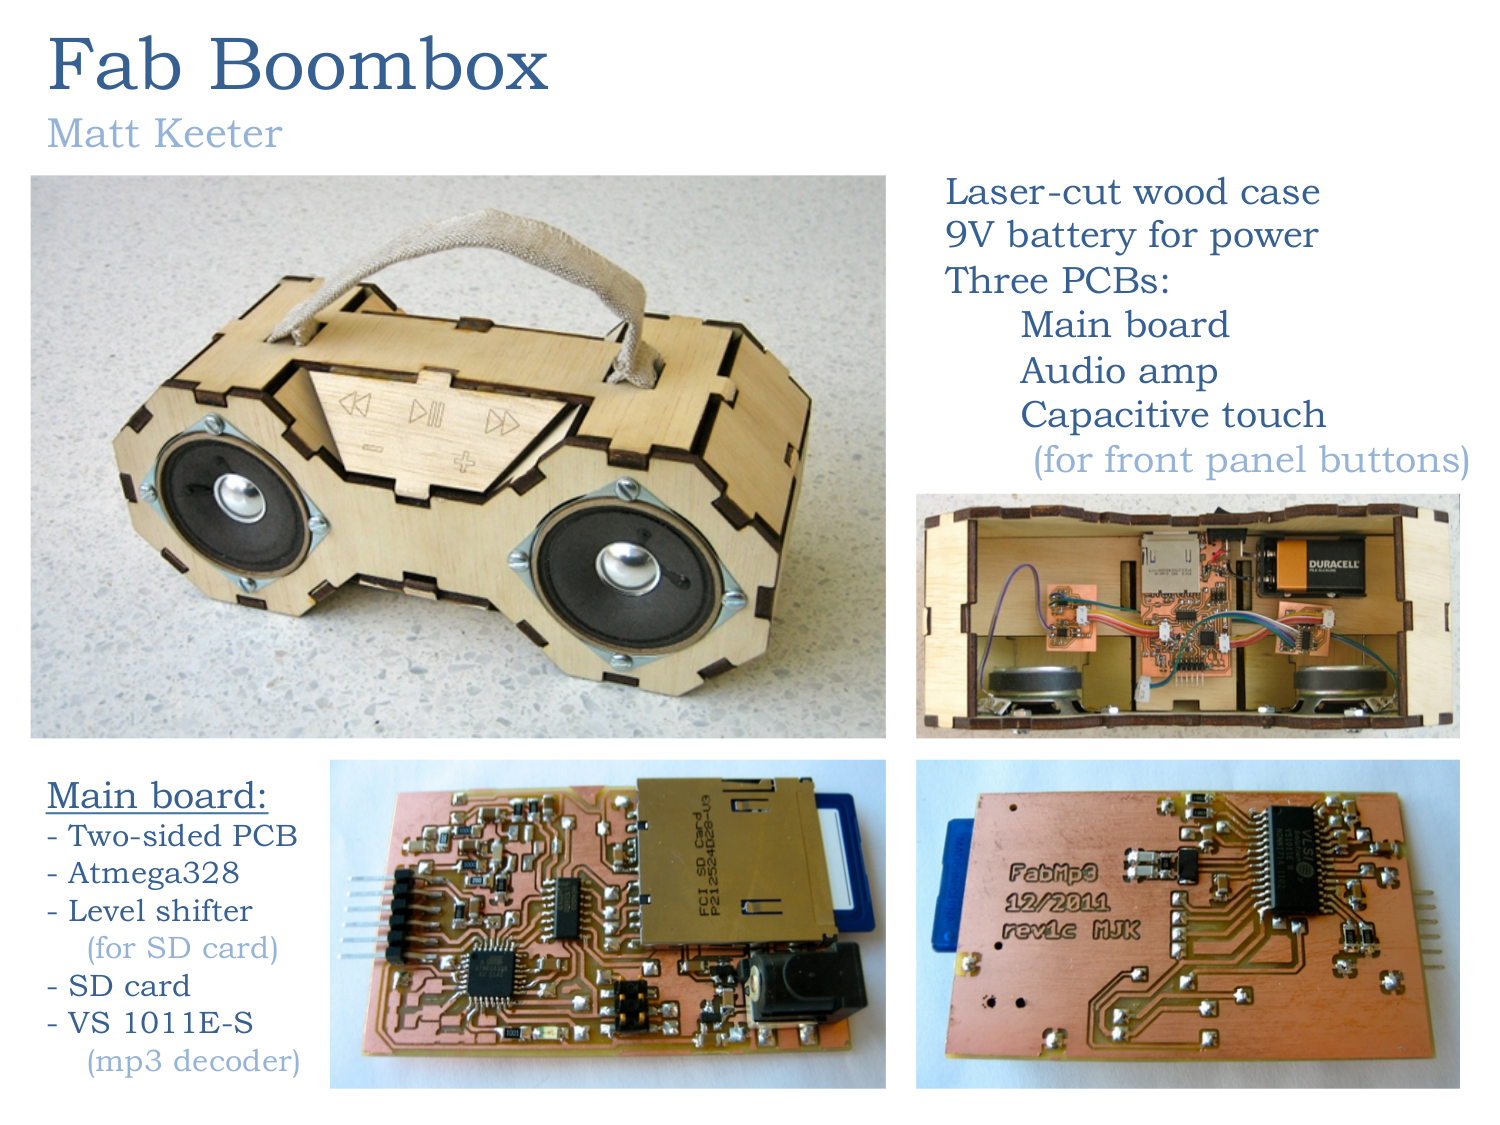 Fab Boombox
Matt Keeter
Laser-cut wood case
9V battery for power
Three PCBs:
Main board
Audio amp
Capacitive touch
(for front panel buttons)
DURACELL
Main board:
- Two-sided PCB
- Atmega328
- Level shifter
(for SD card)
- SD card
- VS 1011E-S
(mp3 decoder)
FCI SD Card
P212524D28-V3
FabMp3
12/2011
rev1c MJK
VLSI